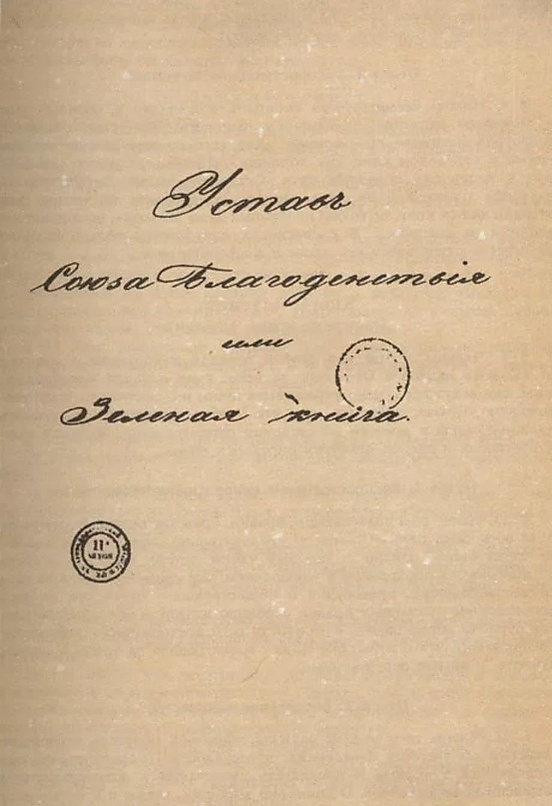 Уставъ
Союза Благоденствія
или
Зеленая книга.